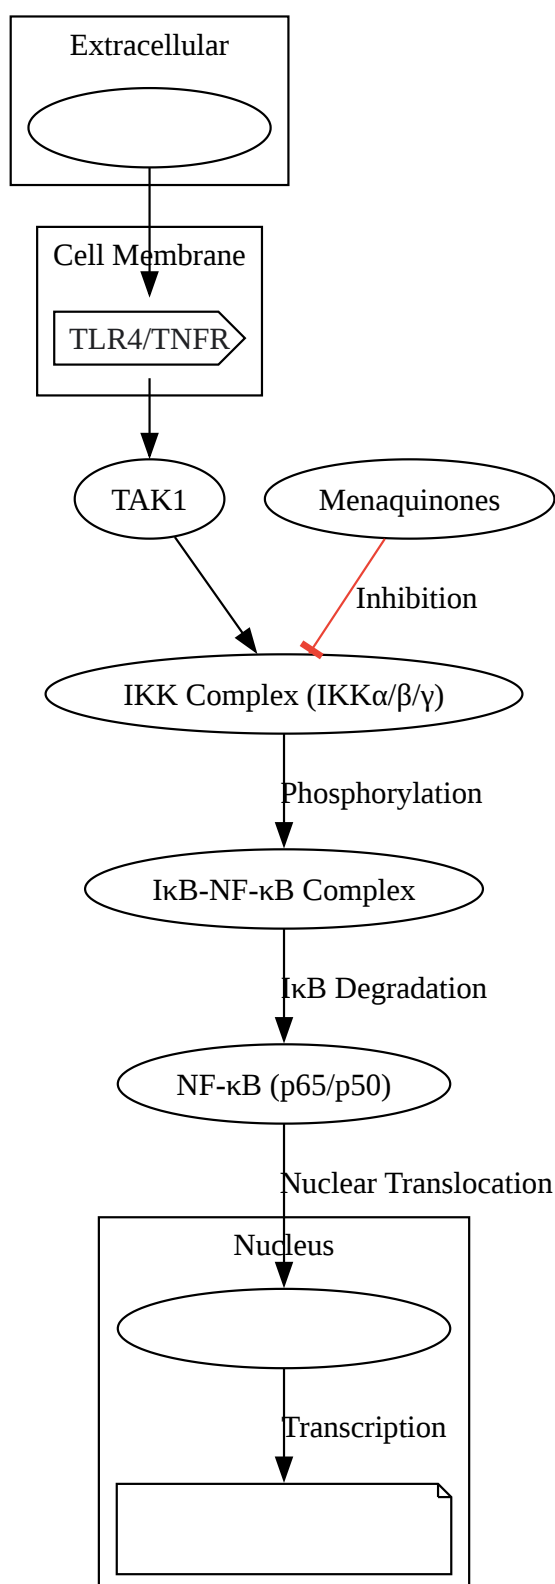 Extracellular
Cell Membrane
TLR4/TNFR
TAK1
Menaquinones
Inhibition
IKK Complex (IKKα/β/γ)
Phosphorylation
IκB-NF-κB Complex
IκB Degradation
NF-κB (p65/p50)
Nuclear Translocation
Nucleus
Transcription